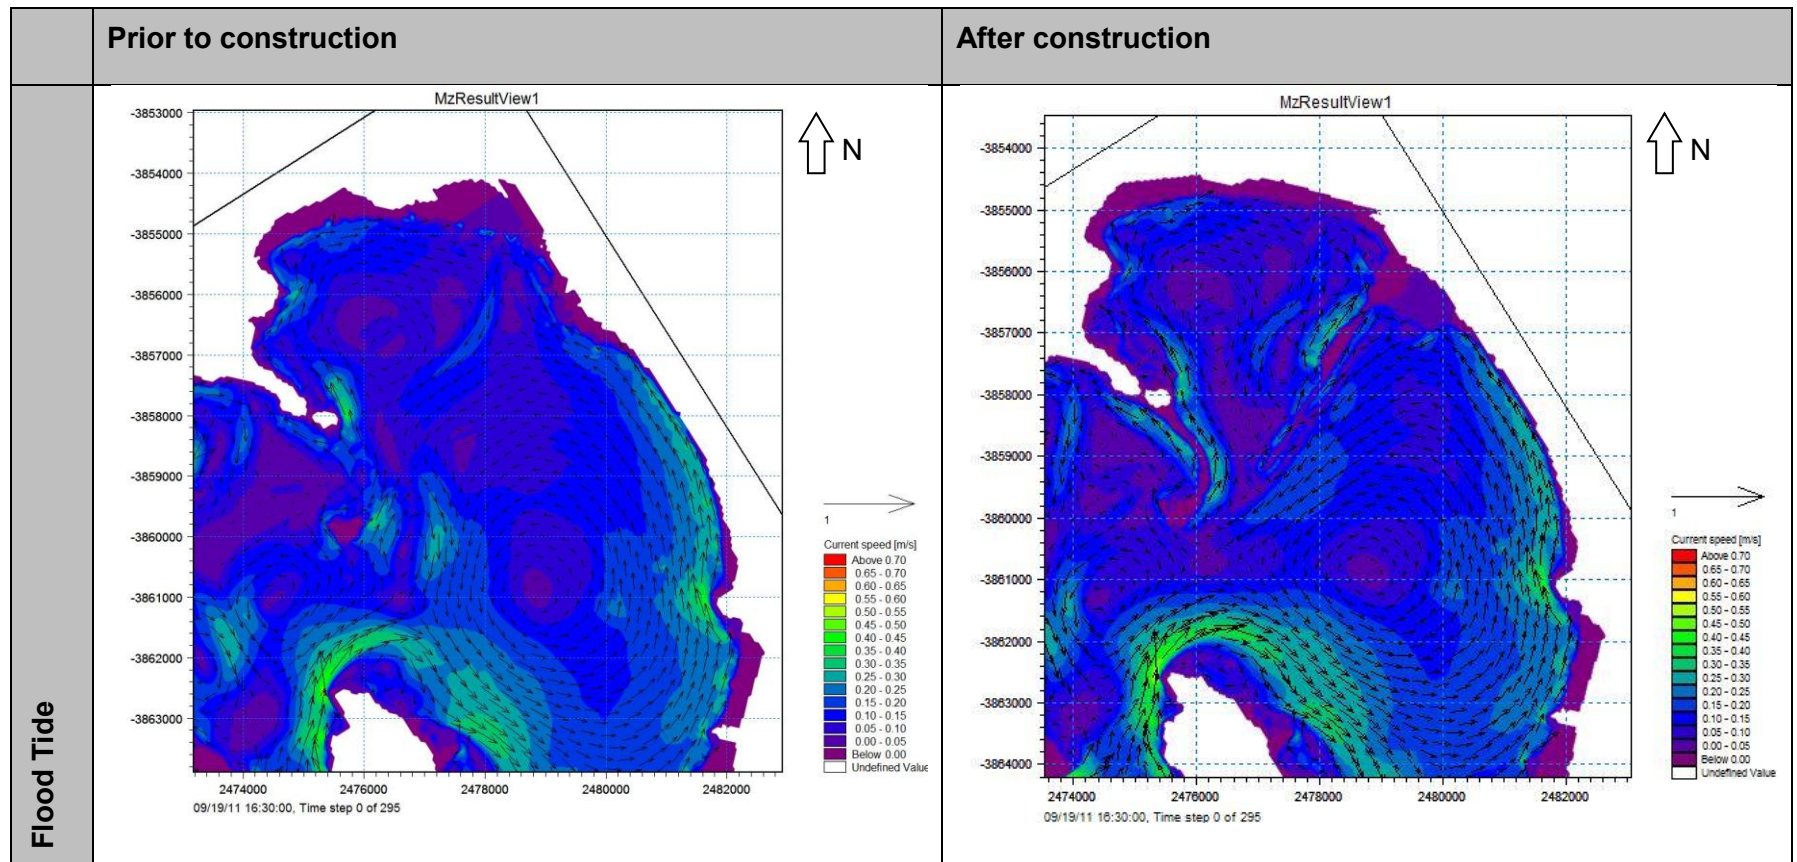 Prior to construction
After construction
Flood Tide
MzResultView1
-3853000
-3854000
-3855000
-3856000
-3857000
-3858000
-3859000
-3860000
-3861000
-3862000
-3863000
2474000 2476000 2478000 2480000 2482000
09/19/11 16:30:00, Time step 0 of 295
N
1
Current speed [m/s]
Above 0.70
0.65 - 0.70
0.60 - 0.65
0.55 - 0.60
0.50 - 0.55
0.45 - 0.50
0.40 - 0.45
0.35 - 0.40
0.30 - 0.35
0.25 - 0.30
0.20 - 0.25
0.15 - 0.20
0.10 - 0.15
0.05 - 0.10
0.00 - 0.05
Below 0.00
Undefined Value
MzResultView1
-3854000
-3855000
-3856000
-3857000
-3858000
-3859000
-3860000
-3861000
-3862000
-3863000
-3864000
2474000 2476000 2478000 2480000 2482000
09/19/11 16:30:00, Time step 0 of 295
N
1
Current speed [m/s]
Above 0.70
0.65 - 0.70
0.60 - 0.65
0.55 - 0.60
0.50 - 0.55
0.45 - 0.50
0.40 - 0.45
0.35 - 0.40
0.30 - 0.35
0.25 - 0.30
0.20 - 0.25
0.15 - 0.20
0.10 - 0.15
0.05 - 0.10
0.00 - 0.05
Below 0.00
Undefined Value